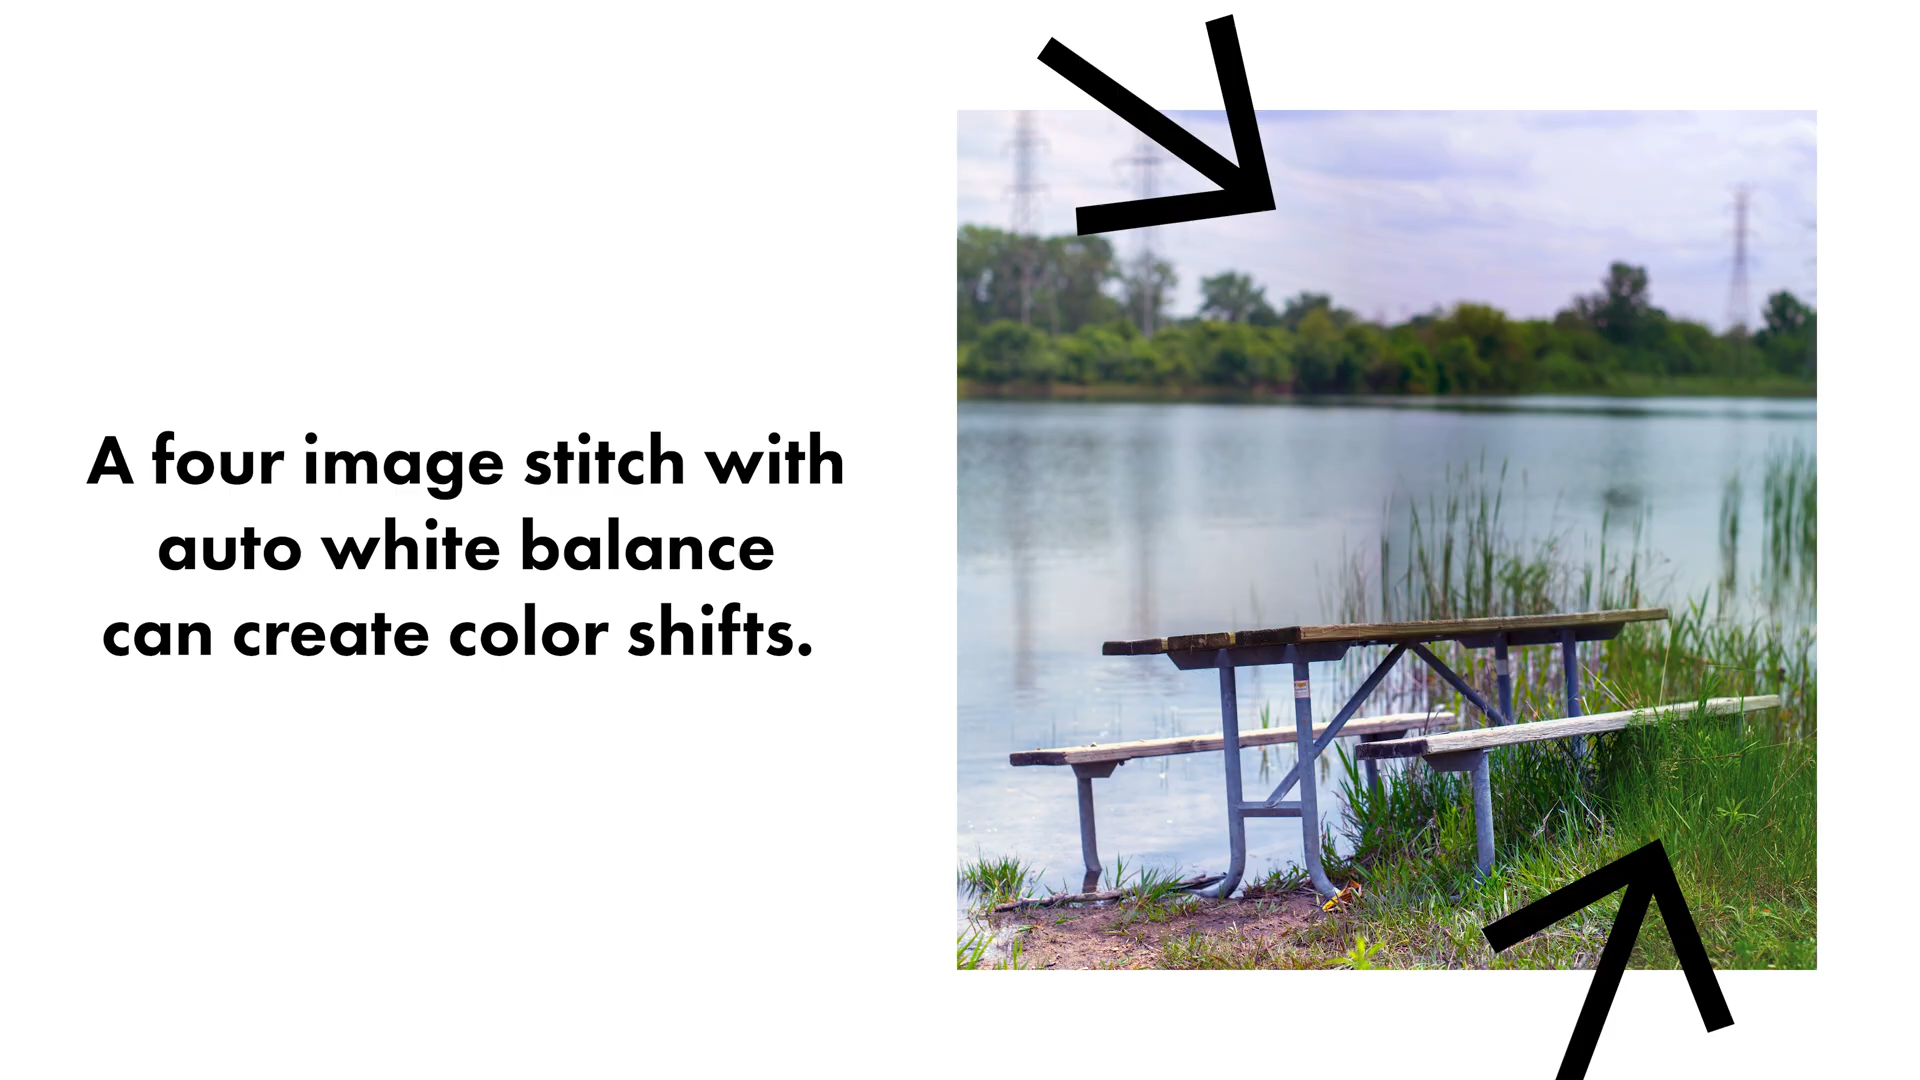 A four image stitch with
auto white balance
can create color shifts.